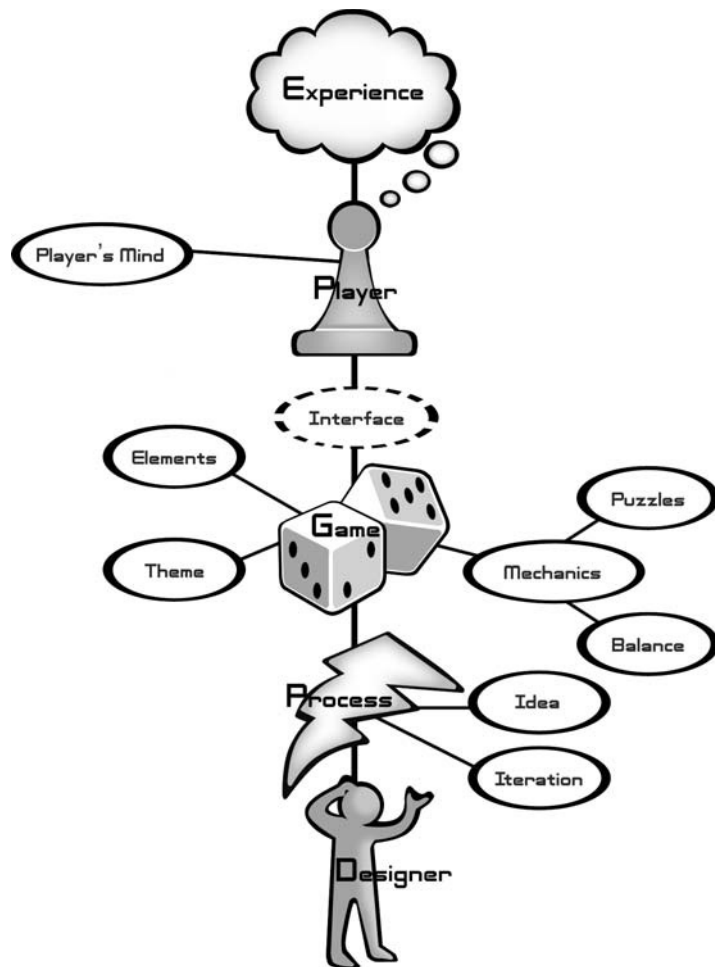 Experience
Player's Mind
Player
Interface
Elements
Game
Puzzles
Theme
Mechanics
Balance
Process
Idea
Iteration
Designer